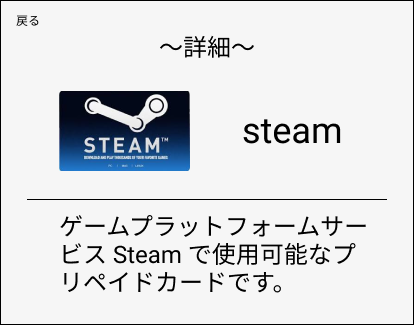 戻る
～詳細～
STEAM™
DOWNLOAD AND PLAY THOUSANDS OF YOUR FAVORITE GAMES
steam
ゲームプラットフォームサー
ビス Steam で使用可能なプ
リペイドカードです。